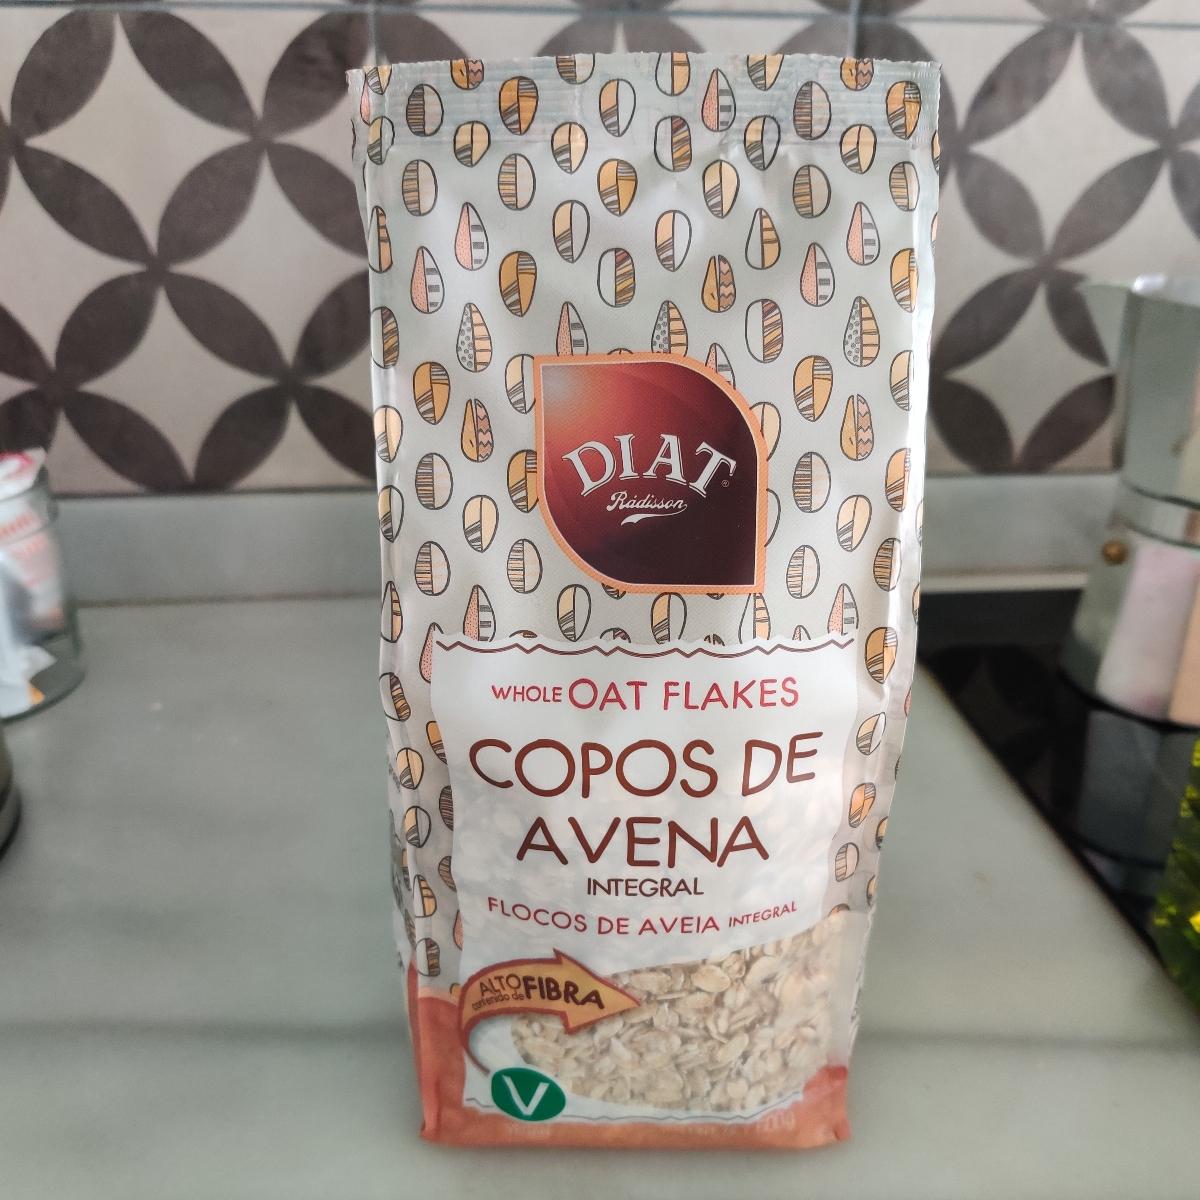 DIAT®
Rádisson
WHOLE OAT FLAKES
COPOS DE
AVENA
INTEGRAL
FLOCOS DE AVEIA INTEGRAL
ALTO
contenido de
FIBRA
V